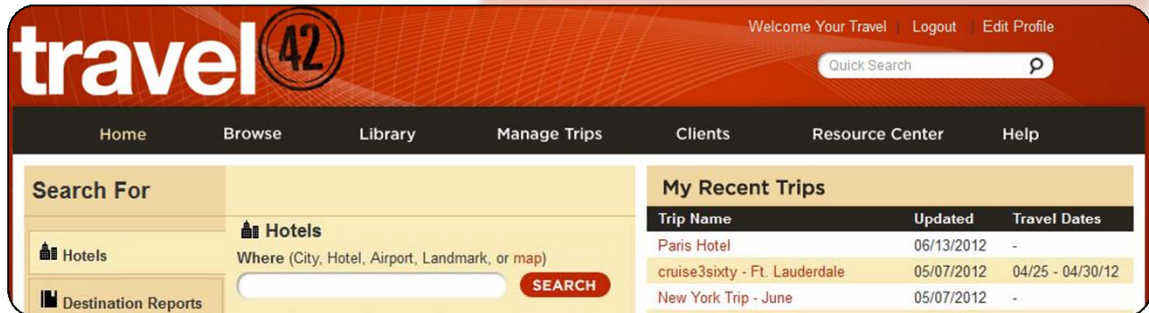 travel 42
Welcome Your Travel | Logout | Edit Profile
Quick Search
Home Browse Library Manage Trips Clients Resource Center Help
Search For
Hotels
Destination Reports
Hotels
Where (City, Hotel, Airport, Landmark, or map)
SEARCH
My Recent Trips
Trip Name Updated Travel Dates
Paris Hotel 06/13/2012 -
cruise3sixty - Ft. Lauderdale 05/07/2012 04/25 - 04/30/12
New York Trip - June 05/07/2012 -